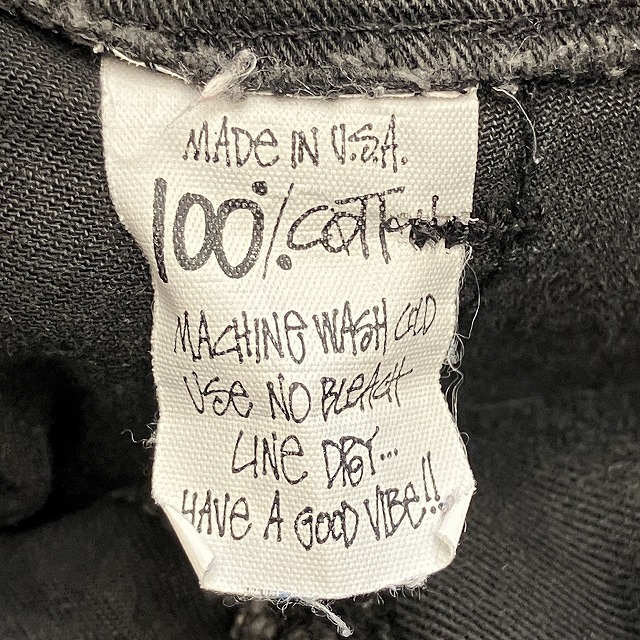 MADE IN U.S.A.
100% COTTON
MACHINE WASH COLD
USE NO BLEACH
LINE DRY...
HAVE A GOOD VIBE!!